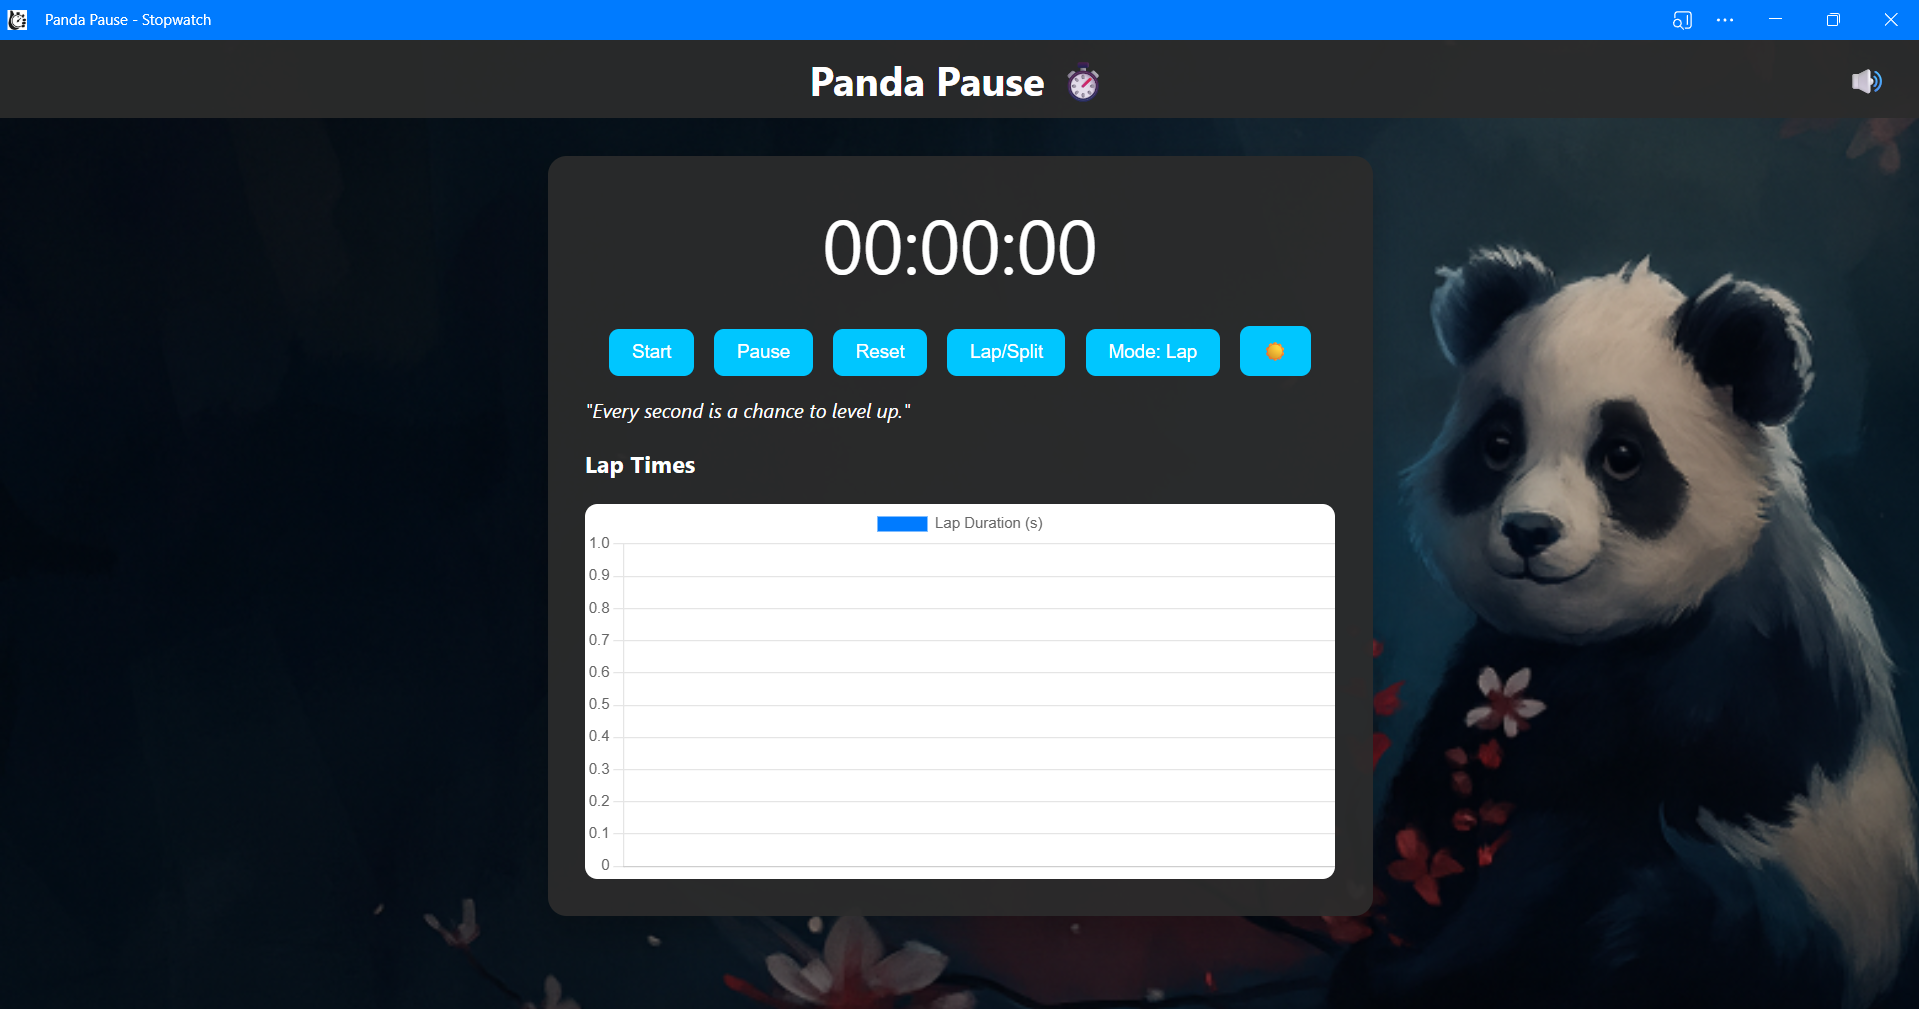 Panda Pause - Stopwatch
Panda Pause
00:00:00
Start Pause Reset Lap/Split Mode: Lap
"Every second is a chance to level up."
Lap Times
Lap Duration (s)
1.0
0.9
0.8
0.7
0.6
0.5
0.4
0.3
0.2
0.1
0